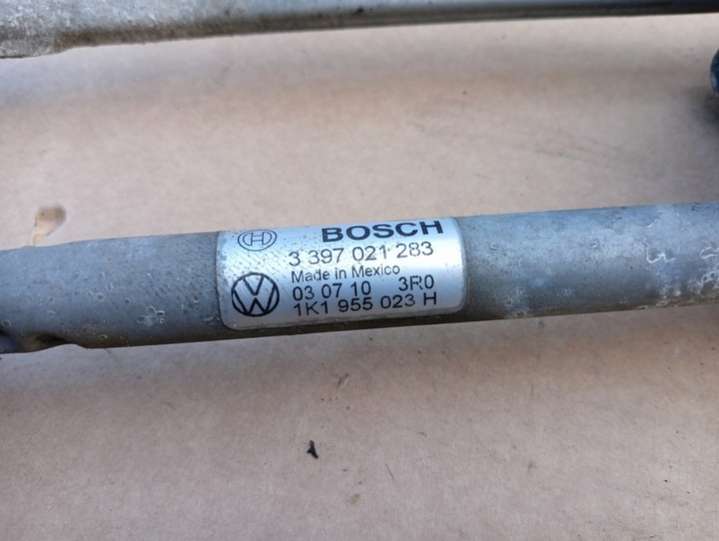 BOSCH
3 397 021 283
Made in Mexico
03 07 10 3R0
1K1 955 023 H